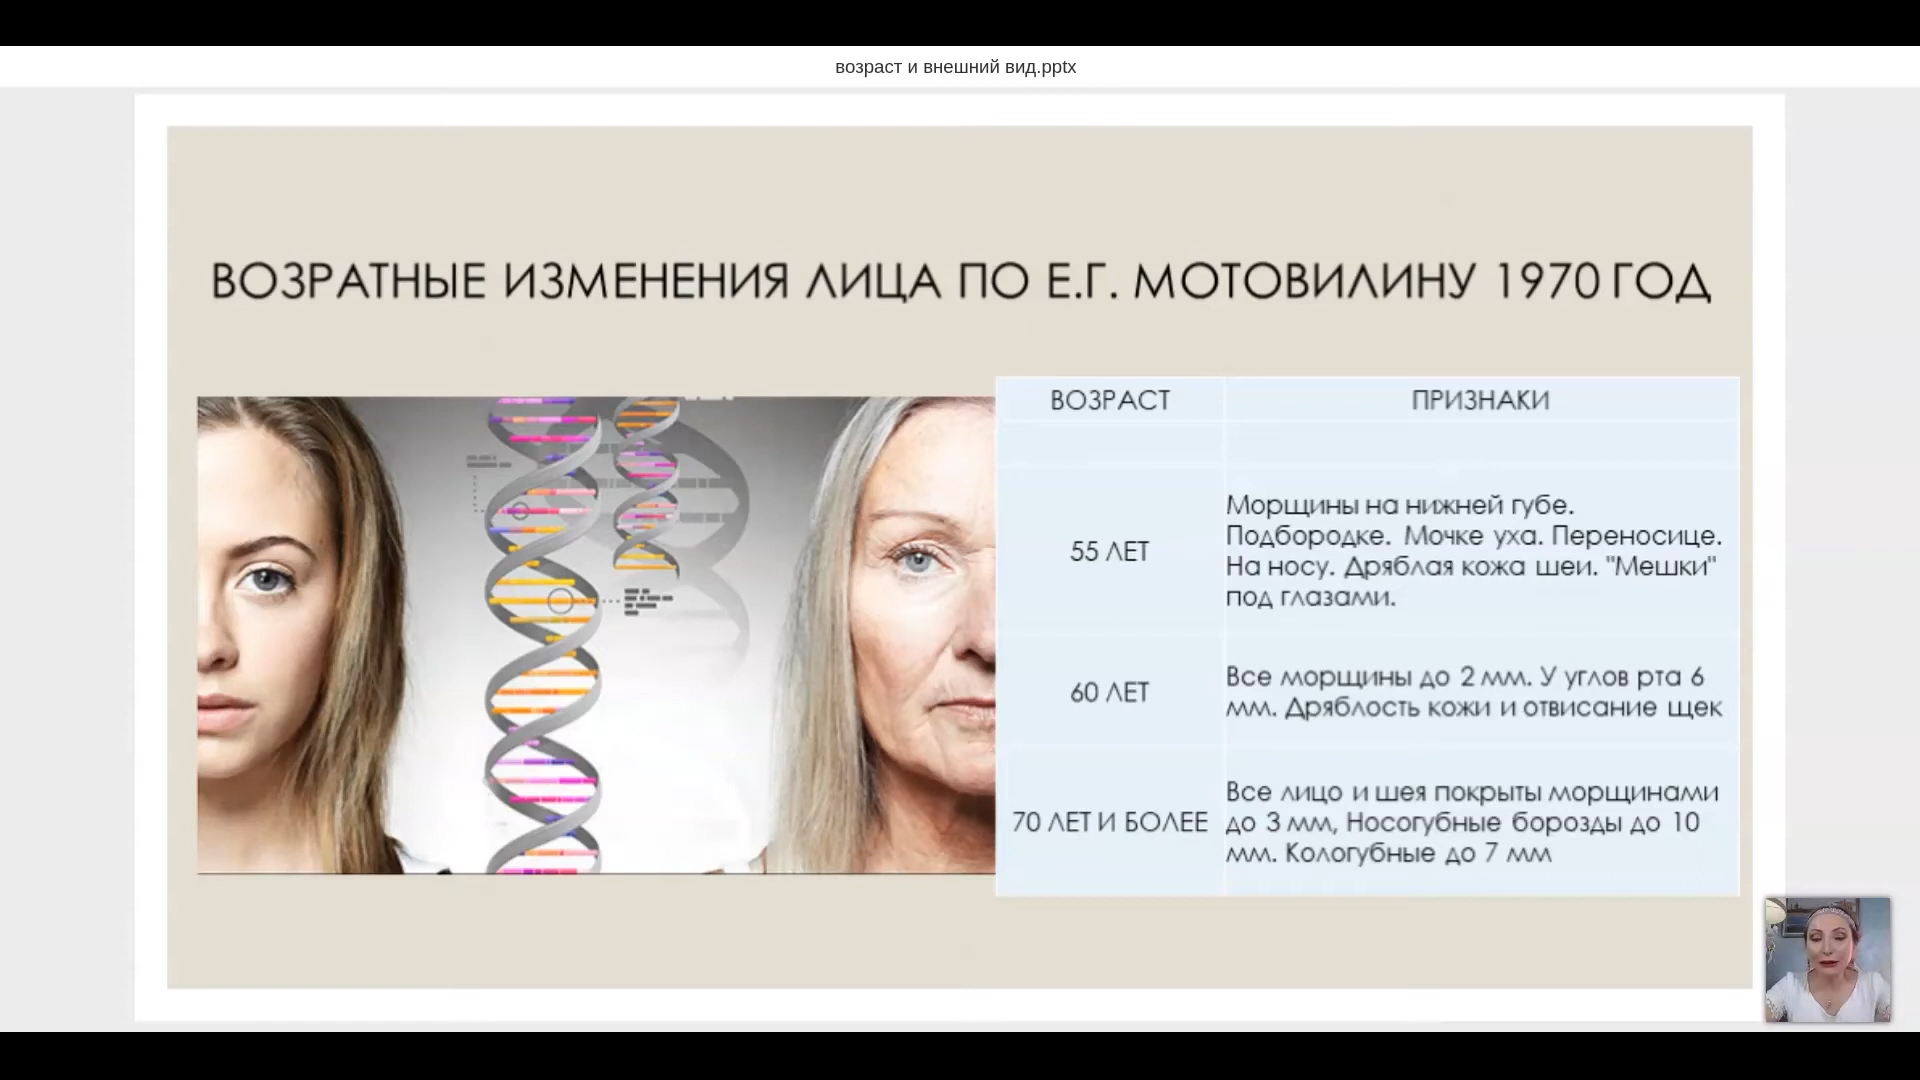 возраст и внешний вид.pptx
ВОЗРАТНЫЕ ИЗМЕНЕНИЯ ЛИЦА ПО Е.Г. МОТОВИЛИНУ 1970 ГОД
ВОЗРАСТ
ПРИЗНАКИ
55 ЛЕТ
Морщины на нижней губе.
Подбородке. Мочке уха. Переносице.
На носу. Дряблая кожа шеи. "Мешки"
под глазами.
60 ЛЕТ
Все морщины до 2 мм. У углов рта 6
мм. Дряблость кожи и отвисание щек
70 ЛЕТ И БОЛЕЕ
Все лицо и шея покрыты морщинами
до 3 мм, Носогубные борозды до 10
мм. Кологубные до 7 мм